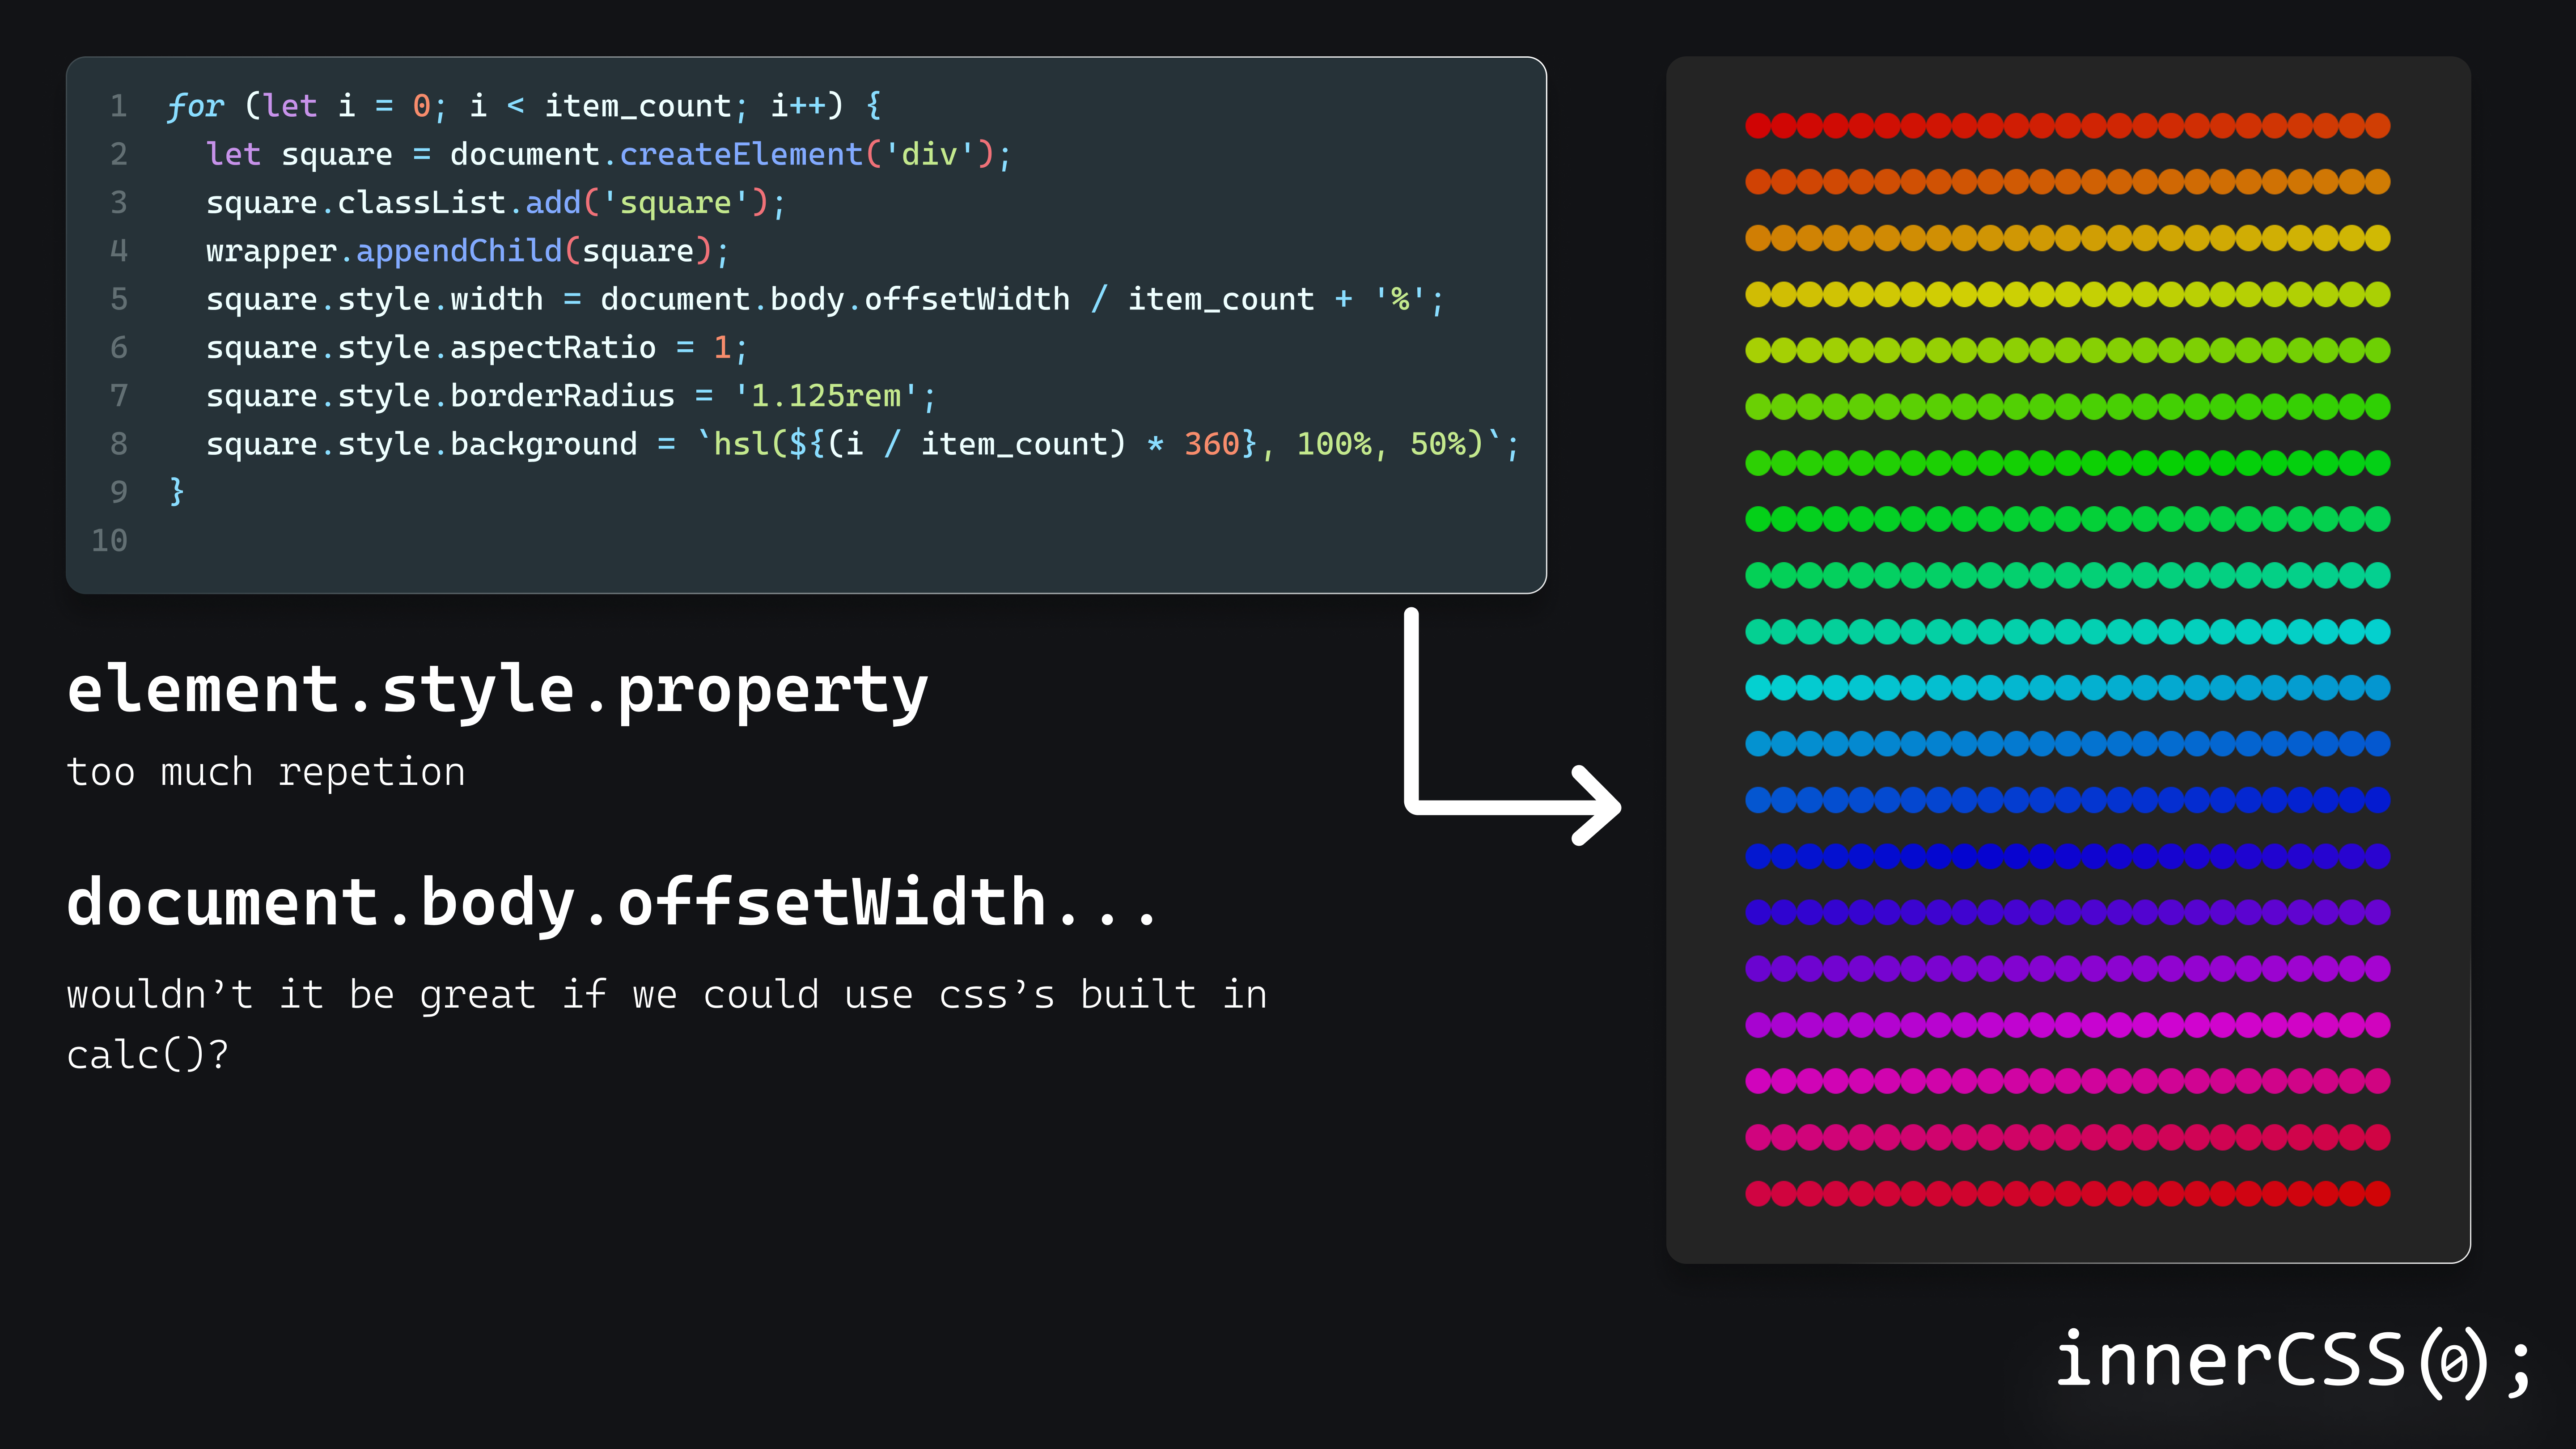 1 for (let i = 0; i < item_count; i++) {
2 let square = document.createElement('div');
3 square.classList.add('square');
4 wrapper.appendChild(square);
5 square.style.width = document.body.offsetWidth / item_count + '%';
6 square.style.aspectRatio = 1;
7 square.style.borderRadius = '1.125rem';
8 square.style.background = `hsl(${(i / item_count) * 360}, 100%, 50%)`;
9 }
10
element.style.property
too much repetion
document.body.offsetWidth...
wouldn’t it be great if we could use css’s built in
calc()?
innerCSS(0);